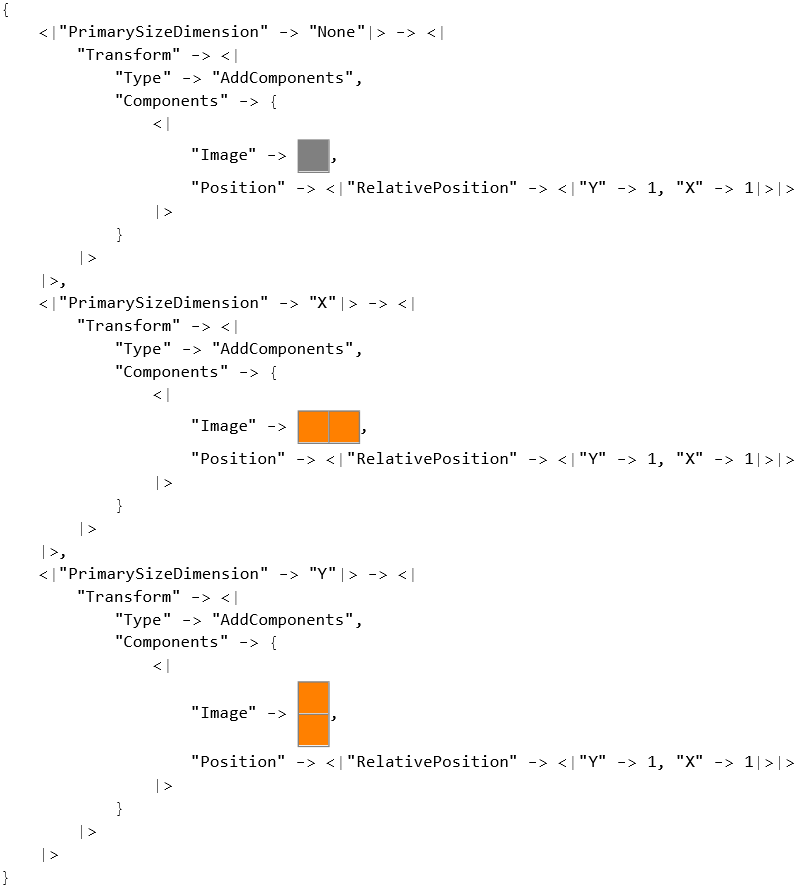 {
<|"PrimarySizeDimension" -> "None"|> -> <|
"Transform" -> <|
"Type" -> "AddComponents",
"Components" -> {
<|
"Image" -> ,
"Position" -> <|"RelativePosition" -> <|"Y" -> 1, "X" -> 1|>|>
|>
}
|>
|>,
<|"PrimarySizeDimension" -> "X"|> -> <|
"Transform" -> <|
"Type" -> "AddComponents",
"Components" -> {
<|
"Image" -> ,
"Position" -> <|"RelativePosition" -> <|"Y" -> 1, "X" -> 1|>|>
|>
}
|>
|>,
<|"PrimarySizeDimension" -> "Y"|> -> <|
"Transform" -> <|
"Type" -> "AddComponents",
"Components" -> {
<|
"Image" -> ,
"Position" -> <|"RelativePosition" -> <|"Y" -> 1, "X" -> 1|>|>
|>
}
|>
|>
}